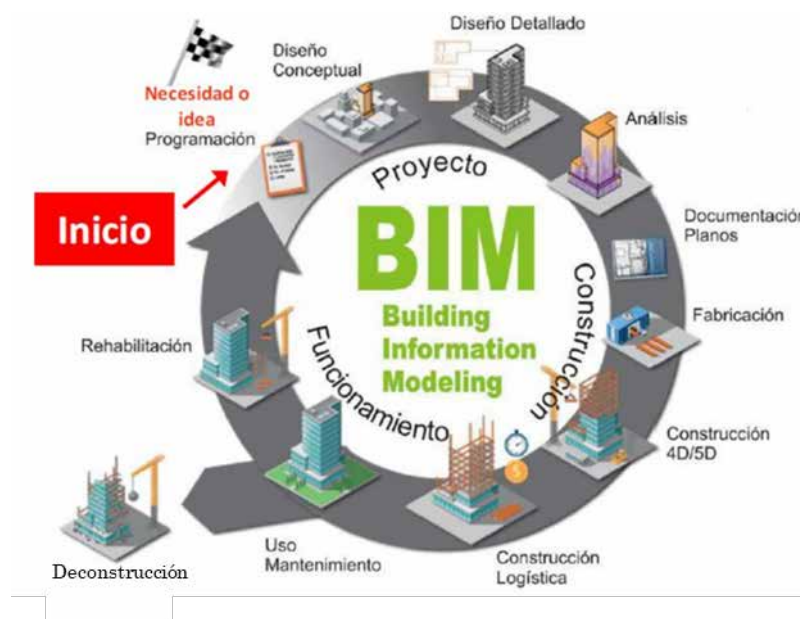 Diseño Detallado
Diseño
Conceptual
Necesidad o
idea
Programación
Análisis
Inicio
Proyecto
BIM
Building
Information
Modeling
Construcción
Funcionamiento
Documentación
Planos
Fabricación
Rehabilitación
Construcción
4D/5D
Uso
Mantenimiento
Construcción
Logística
Deconstrucción